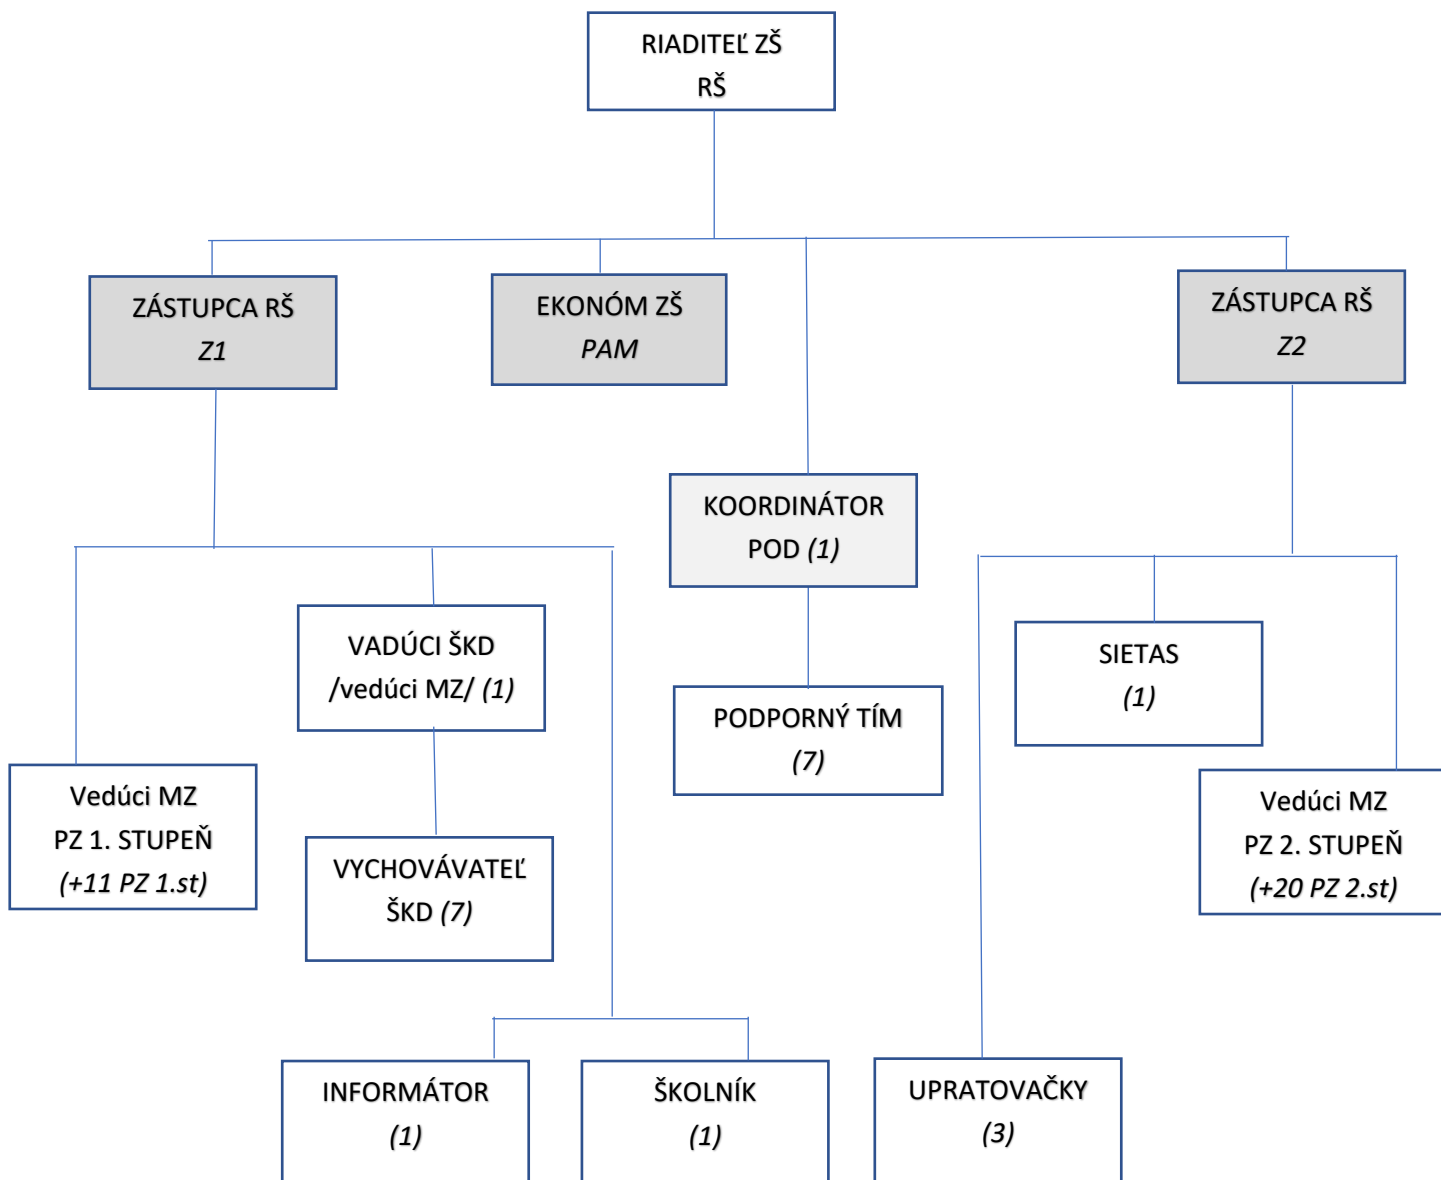 RIADITEĽ ZŠ
RŠ
ZÁSTUPCA RŠ
Z1
EKONÓM ZŠ
PAM
ZÁSTUPCA RŠ
Z2
KOORDINÁTOR
POD (1)
VADÚCI ŠKD
/vedúci MZ/ (1)
SIETAS
(1)
PODPORNÝ TÍM
(7)
Vedúci MZ
PZ 1. STUPEŇ
(+11 PZ 1.st)
Vedúci MZ
PZ 2. STUPEŇ
(+20 PZ 2.st)
VYCHOVÁVATEĽ
ŠKD (7)
INFORMÁTOR
(1)
ŠKOLNÍK
(1)
UPRATOVAČKY
(3)